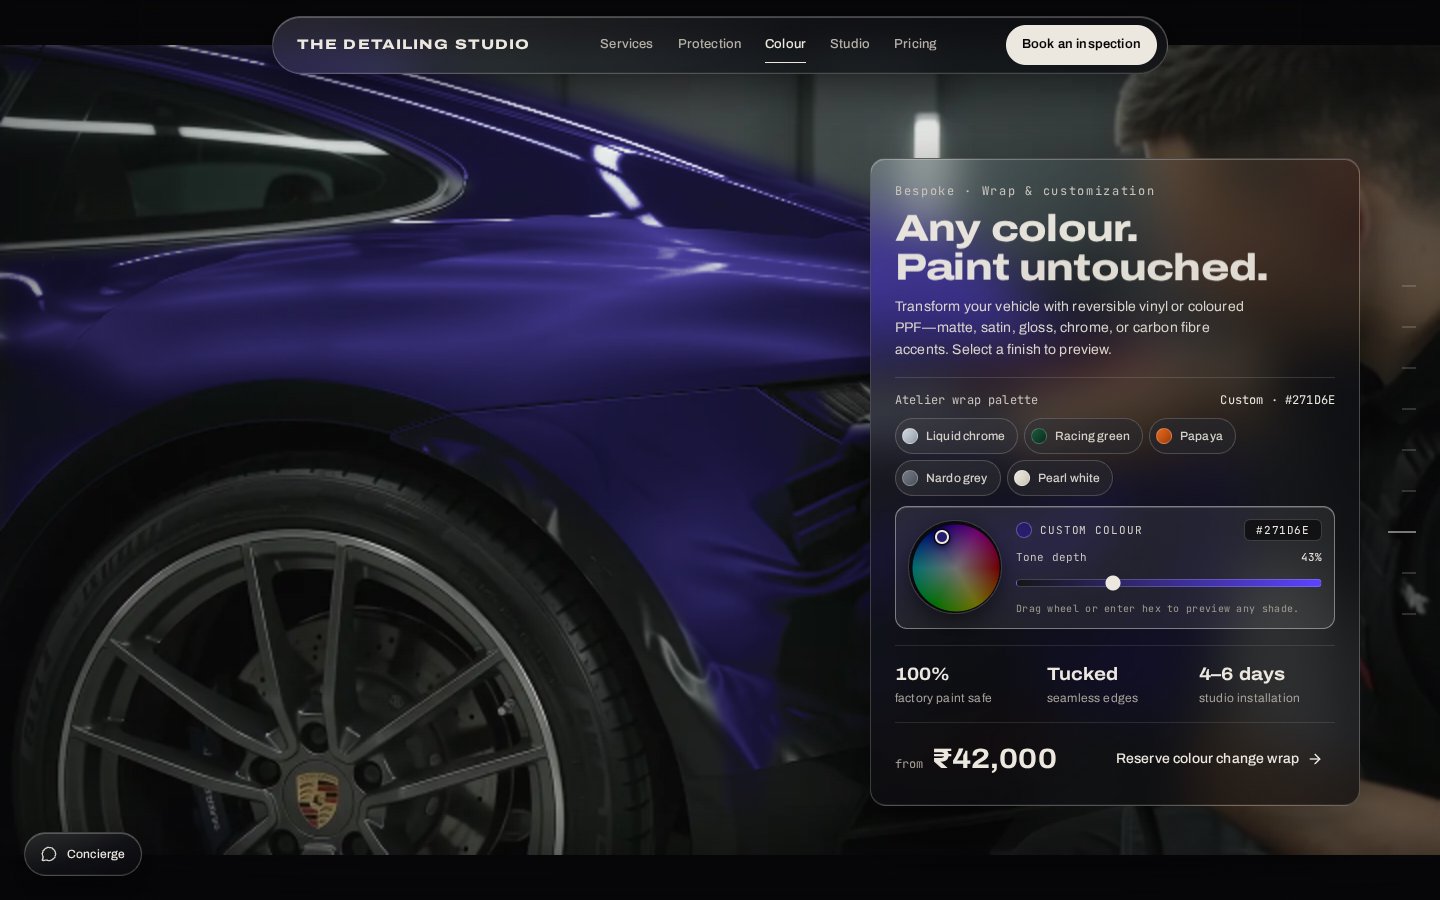 THE DETAILING STUDIO
Services
Protection
Colour
Studio
Pricing
Book an inspection
Bespoke · Wrap & customization
Any colour.
Paint untouched.
Transform your vehicle with reversible vinyl or coloured
PPF—matte, satin, gloss, chrome, or carbon fibre
accents. Select a finish to preview.
Atelier wrap palette
Custom · #271D6E
Liquid chrome
Racing green
Papaya
Nardo grey
Pearl white
CUSTOM COLOUR
#271D6E
Tone depth
43%
Drag wheel or enter hex to preview any shade.
100%
factory paint safe
Tucked
seamless edges
4–6 days
studio installation
from ₹42,000
Reserve colour change wrap →
Concierge